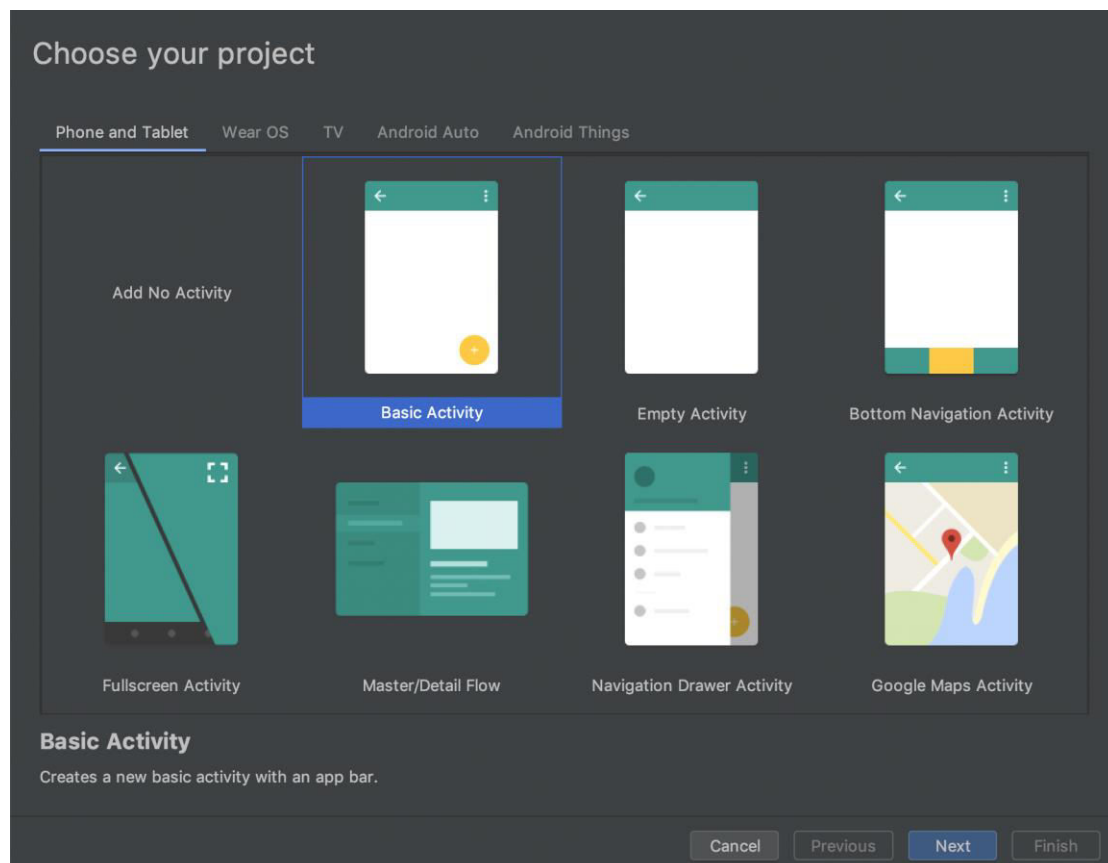 Choose your project
Phone and Tablet Wear OS TV Android Auto Android Things
Add No Activity
Basic Activity
Empty Activity
Bottom Navigation Activity
Fullscreen Activity
Master/Detail Flow
Navigation Drawer Activity
Google Maps Activity
Basic Activity
Creates a new basic activity with an app bar.
Cancel Previous Next Finish